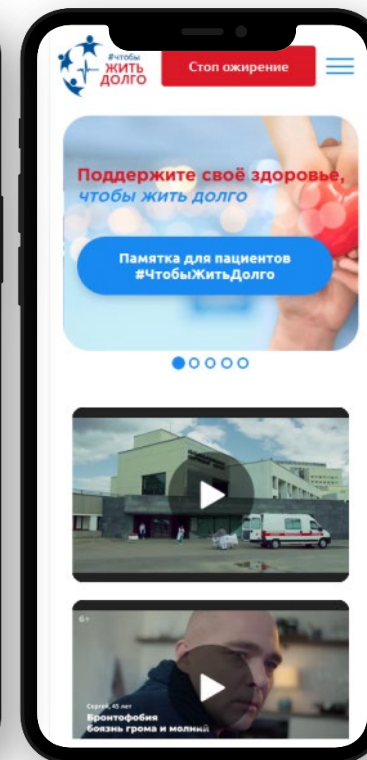 #чтобы
ЖИТЬ
ДОЛГО
Стоп ожирение
Поддержите своё здоровье,
чтобы жить долго
Памятка для пациентов
#ЧтобыЖитьДолго
6+
Сергей, 45 лет
Бронтофобия
боязнь грома и молний